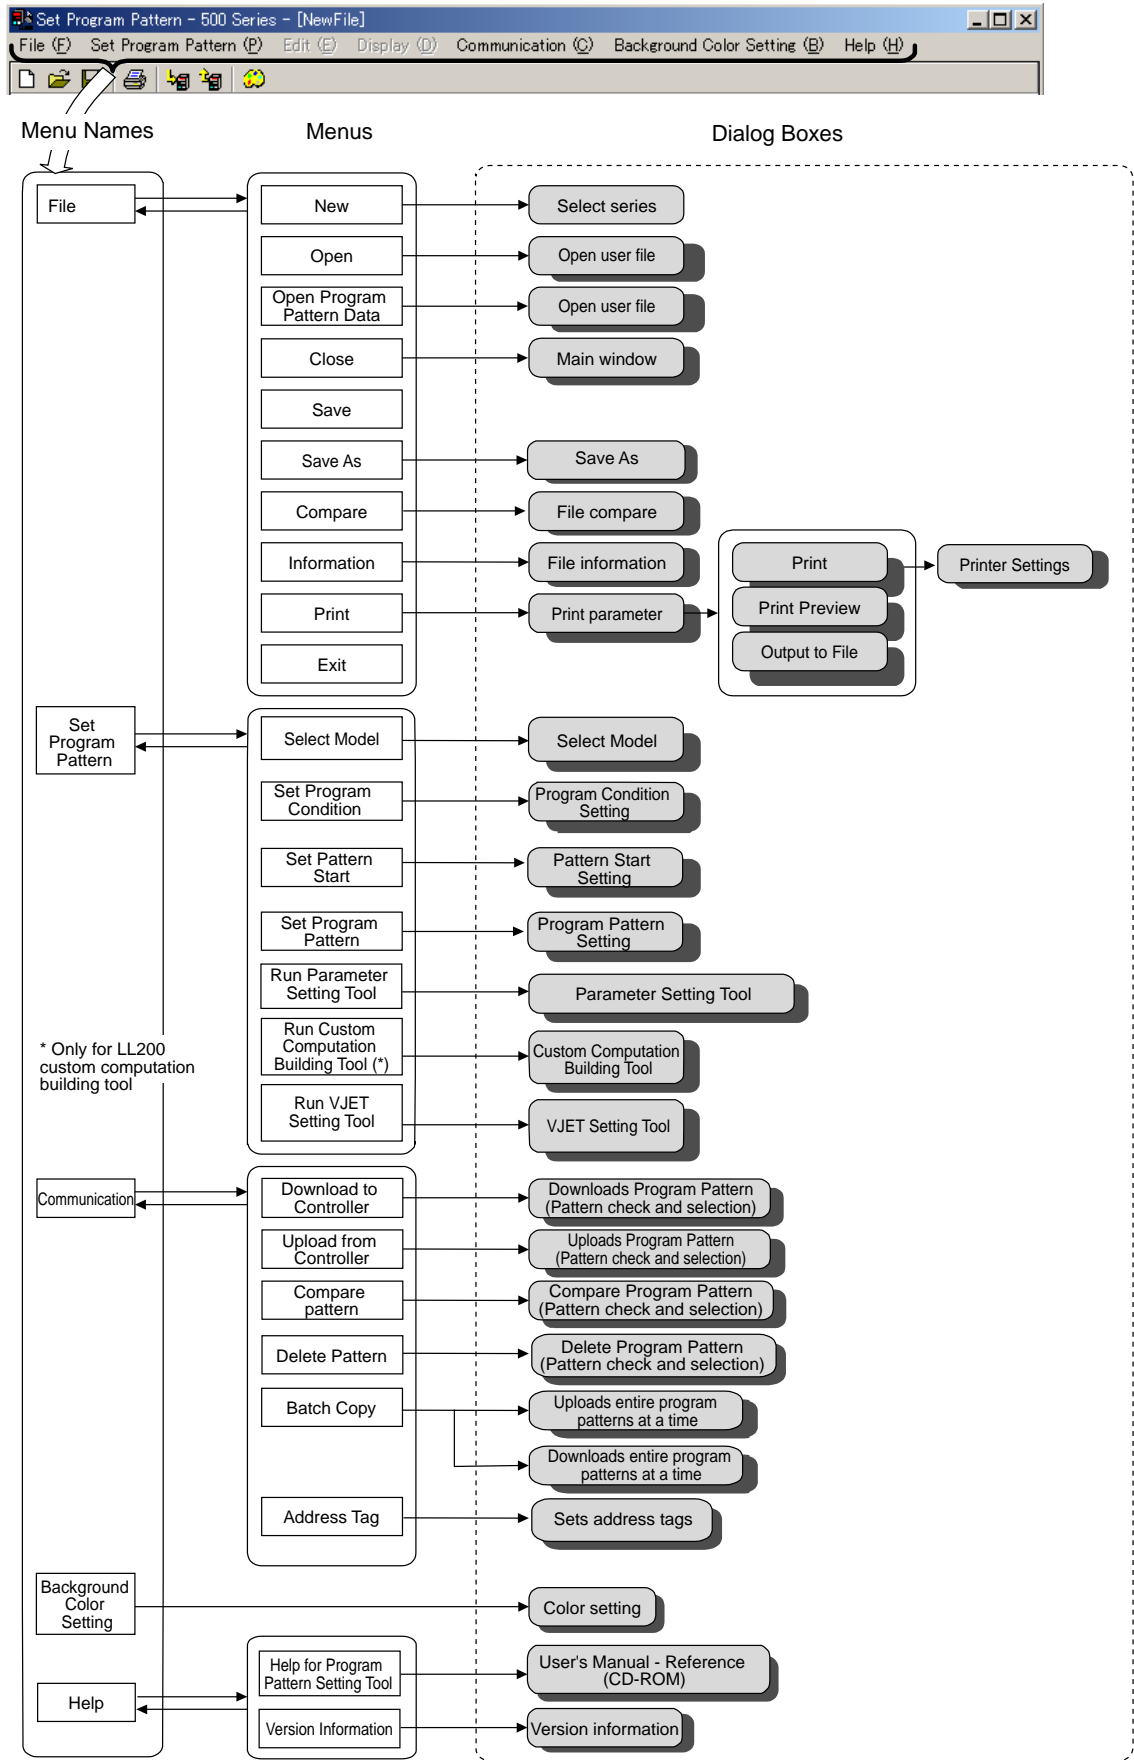 Set Program Pattern - 500 Series - [NewFile]
File (F) Set Program Pattern (P) Edit (E) Display (D) Communication (C) Background Color Setting (B) Help (H)
Menu Names
Menus
Dialog Boxes
File
New
Select series
Open
Open user file
Open Program
Pattern Data
Open user file
Close
Main window
Save
Save As
Save As
Compare
File compare
Information
File information
Print
Printer Settings
Print
Print parameter
Print Preview
Output to File
Exit
Set
Program
Pattern
Select Model
Select Model
Set Program
Condition
Program Condition
Setting
Set Pattern
Start
Pattern Start
Setting
Set Program
Pattern
Program Pattern
Setting
Run Parameter
Setting Tool
Parameter Setting Tool
* Only for LL200
custom computation
building tool
Run Custom
Computation
Building Tool (*)
Custom Computation
Building Tool
Run VJET
Setting Tool
VJET Setting Tool
Communication
Download to
Controller
Downloads Program Pattern
(Pattern check and selection)
Upload from
Controller
Uploads Program Pattern
(Pattern check and selection)
Compare
pattern
Compare Program Pattern
(Pattern check and selection)
Delete Pattern
Delete Program Pattern
(Pattern check and selection)
Batch Copy
Uploads entire program
patterns at a time
Downloads entire program
patterns at a time
Address Tag
Sets address tags
Background
Color
Setting
Color setting
Help
Help for Program
Pattern Setting Tool
User's Manual - Reference
(CD-ROM)
Version Information
Version information